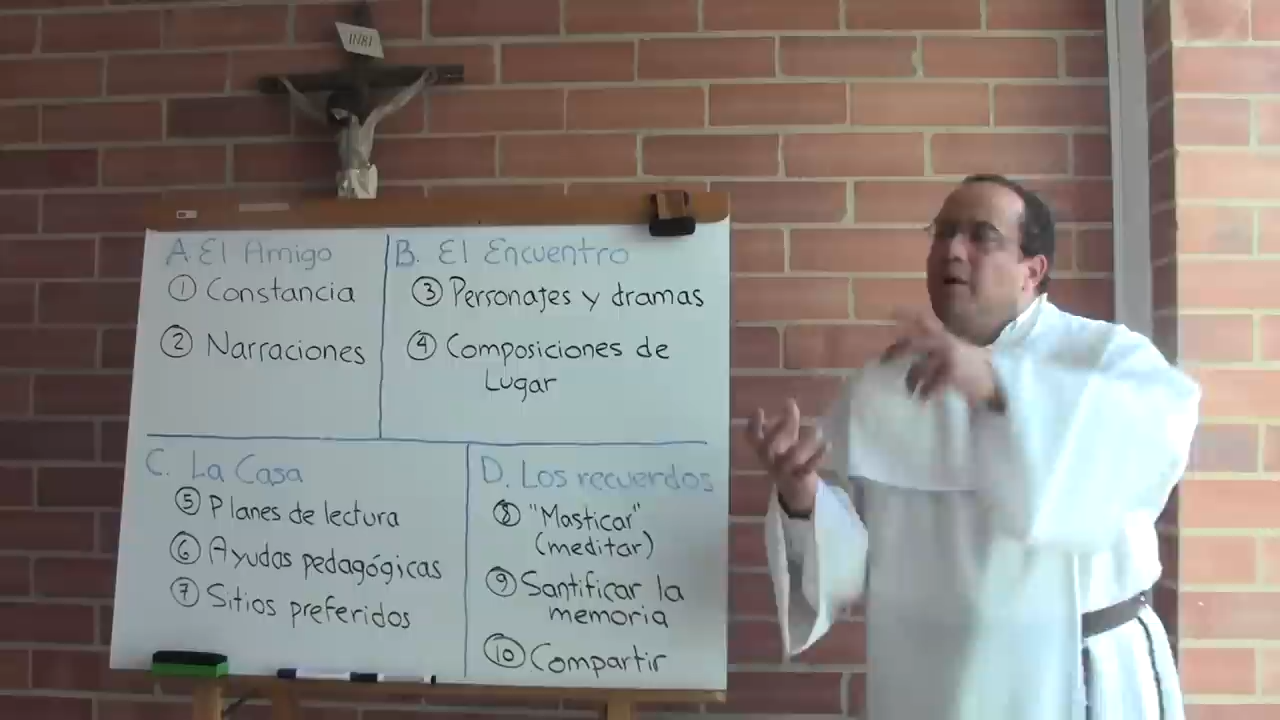 INRI
A. El Amigo
① Constancia
② Narraciones
B. El Encuentro
③ Personajes y dramas
④ Composiciones de
Lugar
C. La Casa
⑤ Planes de lectura
⑥ Ayudas pedagógicas
⑦ Sitios preferidos
D. Los recuerdos
⑧ "Masticar"
(meditar)
⑨ Santificar la
memoria
⑩ Compartir